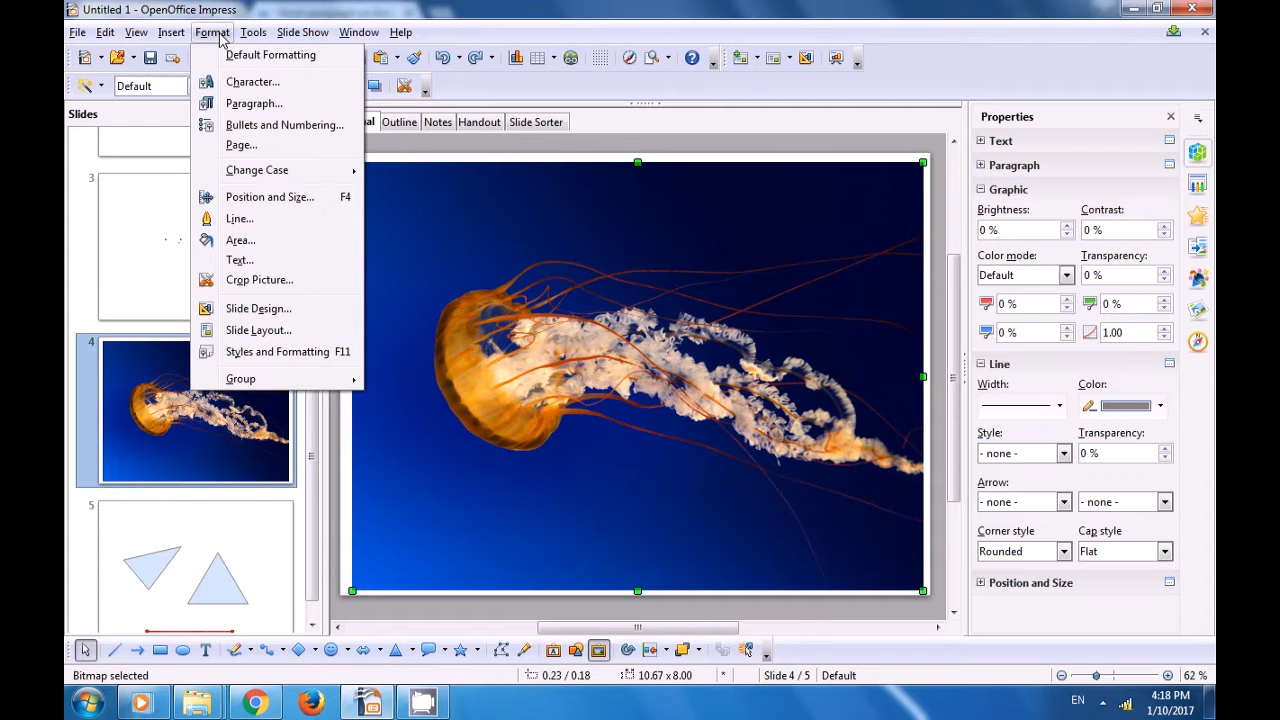 Untitled 1 - OpenOffice Impress
File Edit View Insert Format Tools Slide Show Window Help
Default Formatting
Character...
Paragraph...
Bullets and Numbering...
Page...
Change Case
Position and Size... F4
Line...
Area...
Text...
Crop Picture...
Slide Design...
Slide Layout...
Styles and Formatting F11
Group
Default
Slides
3
4
5
Outline Notes Handout Slide Sorter
Properties
Text
Paragraph
Graphic
Brightness: Contrast:
0 % 0 %
Color mode: Transparency:
Default 0 %
0 % 0 %
0 % 1.00
Line
Width: Color:
Style: Transparency:
- none - 0 %
Arrow:
- none - - none -
Corner style Cap style
Rounded Flat
Position and Size
Bitmap selected 0.23 / 0.18 10.67 x 8.00 * Slide 4 / 5 Default 62 %
EN 4:18 PM
1/10/2017